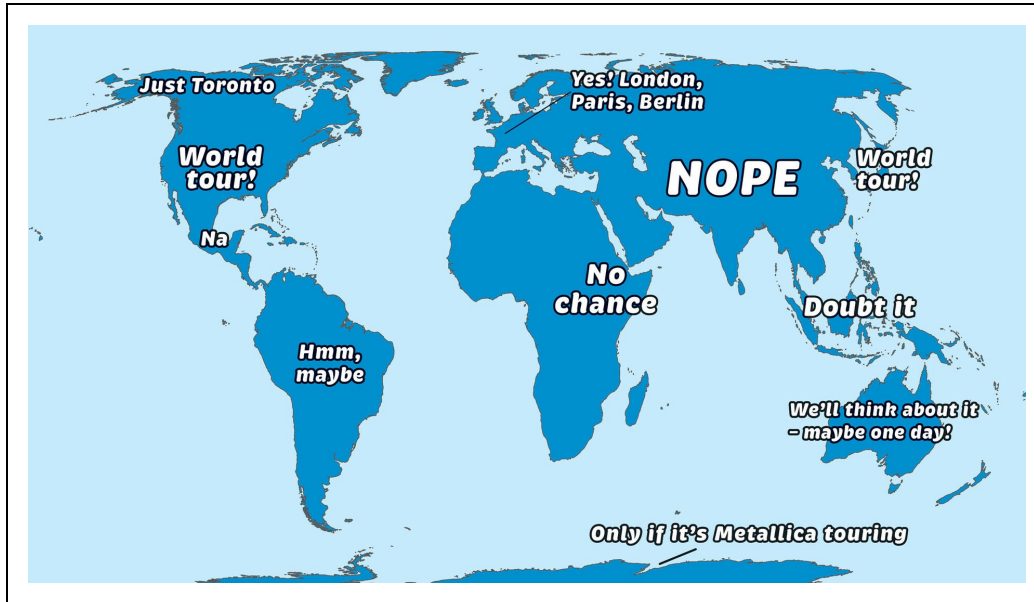 Just Toronto
Yes! London,
Paris, Berlin
World
tour!
NOPE
World
tour!
Na
No
chance
Doubt it
Hmm,
maybe
We'll think about it
– maybe one day!
Only if it's Metallica touring